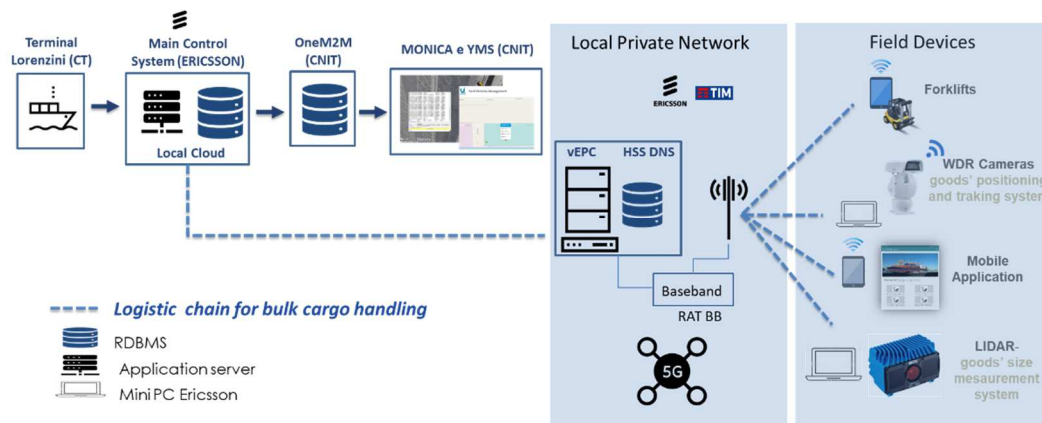 Terminal
Lorenzini (CT)
Main Control
System (ERICSSON)
Local Cloud
OneM2M
(CNIT)
MONICA e YMS (CNIT)
Local Private Network
ERICSSON
TIM
vEPC
HSS DNS
Baseband
RAT BB
5G
Field Devices
Forklifts
WDR Cameras
goods' positioning
and traking system
Mobile
Application
LIDAR-
goods' size
mesaurement
system
Logistic chain for bulk cargo handling
RDBMS
Application server
Mini PC Ericsson